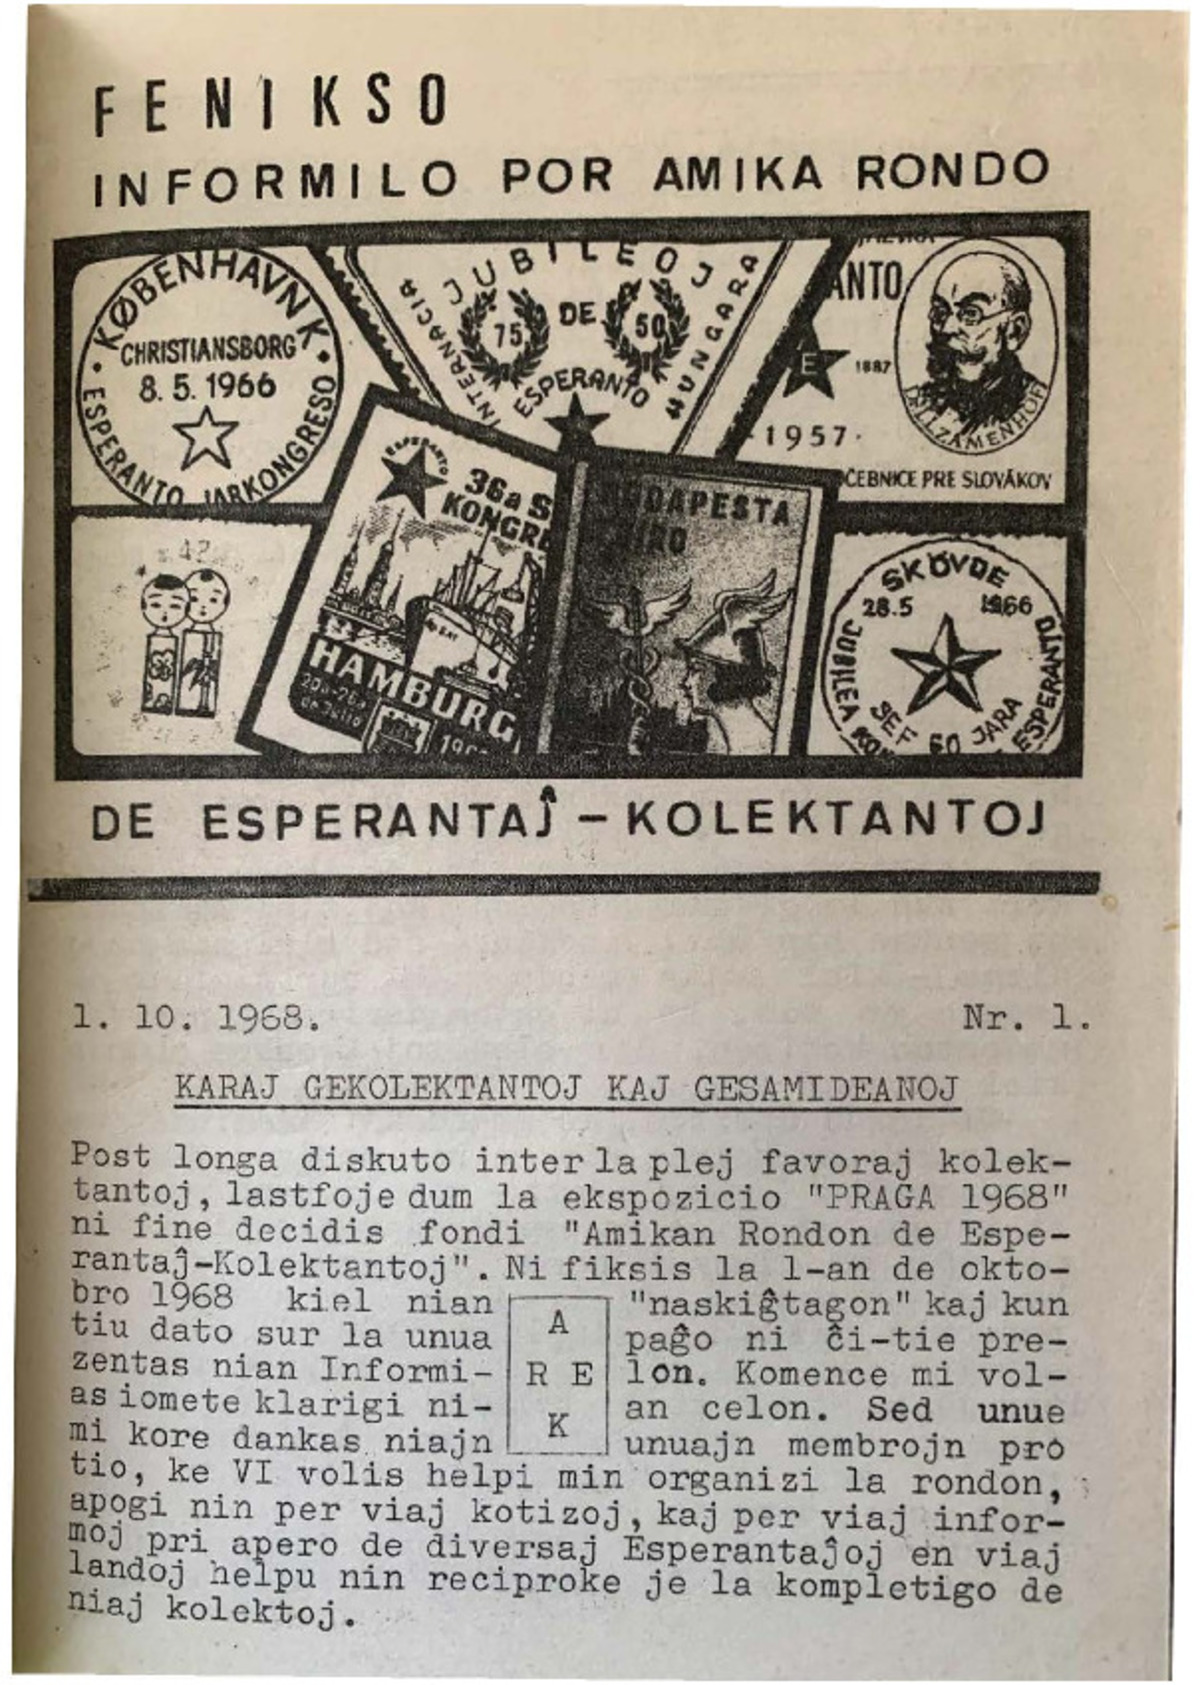 FENIKSO
INFORMILO POR AMIKA RONDO
KØBENHAVN K
CHRISTIANSBORG
8. 5. 1966
ESPERANTO JARKONGRESO
INTERNACIA JUBILEOJ HUNGARA
75 DE 50
ESPERANTO
ANTO
E
1887
DR.L.L.ZAMENHOF
1957
ČEBNICE PRE SLOVÁKOV
ESPERANTO
36a S
KONGRE
HAMBURG
BUDAPESTA
42
SKÖVDE
28.5 1966
JUBILEA
SEF 60 JARA
ESPERANTO
DE ESPERANTAĴ-KOLEKTANTOJ
1. 10. 1968. Nr. 1.
KARAJ GEKOLEKTANTOJ KAJ GESAMIDEANOJ
Post longa diskuto inter la plej favoraj kolek-
tantoj, lastfoje dum la ekspozicio "PRAGA 1968"
ni fine decidis fondi "Amikan Rondon de Espe-
rantaĵ-Kolektantoj". Ni fiksis la 1-an de okto-
bro 1968 kiel nian "naskiĝtagon" kaj kun
tiu dato sur la unua paĝo ni ĉi-tie pre-
zentas nian Informi- lon. Komence mi vol-
as iomete klarigi ni- an celon. Sed unue
mi kore dankas niajn unuajn membrojn pro
A
R E
K
tio, ke VI volis helpi min organizi la rondon,
apogi nin per viaj kotizoj, kaj per viaj infor-
moj pri apero de diversaj Esperantaĵoj en viaj
landoj helpu nin reciproke je la kompletigo de
niaj kolektoj.